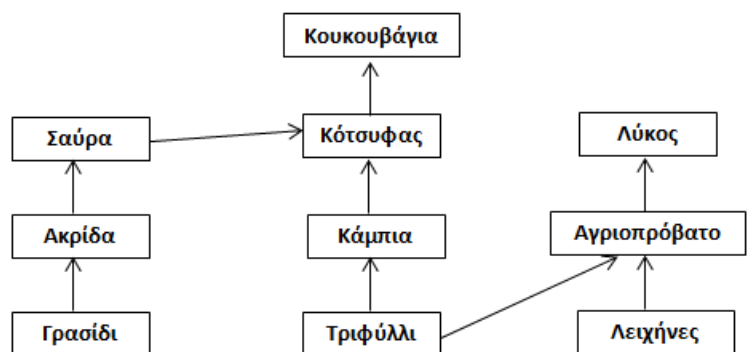 Κουκουβάγια
Σαύρα
Κότσυφας
Λύκος
Ακρίδα
Κάμπια
Αγριοπρόβατο
Γρασίδι
Τριφύλλι
Λειχήνες